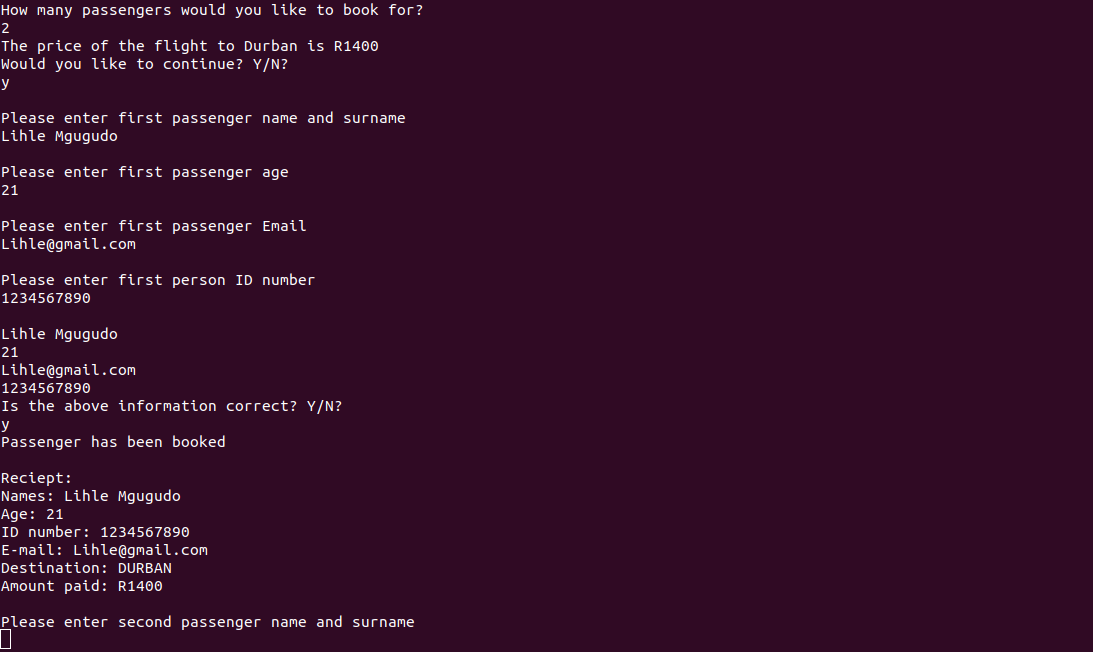 How many passengers would you like to book for?
2
The price of the flight to Durban is R1400
Would you like to continue? Y/N?
y
Please enter first passenger name and surname
Lihle Mgugudo
Please enter first passenger age
21
Please enter first passenger Email
Lihle@gmail.com
Please enter first person ID number
1234567890
Lihle Mgugudo
21
Lihle@gmail.com
1234567890
Is the above information correct? Y/N?
y
Passenger has been booked
Reciept:
Names: Lihle Mgugudo
Age: 21
ID number: 1234567890
E-mail: Lihle@gmail.com
Destination: DURBAN
Amount paid: R1400
Please enter second passenger name and surname